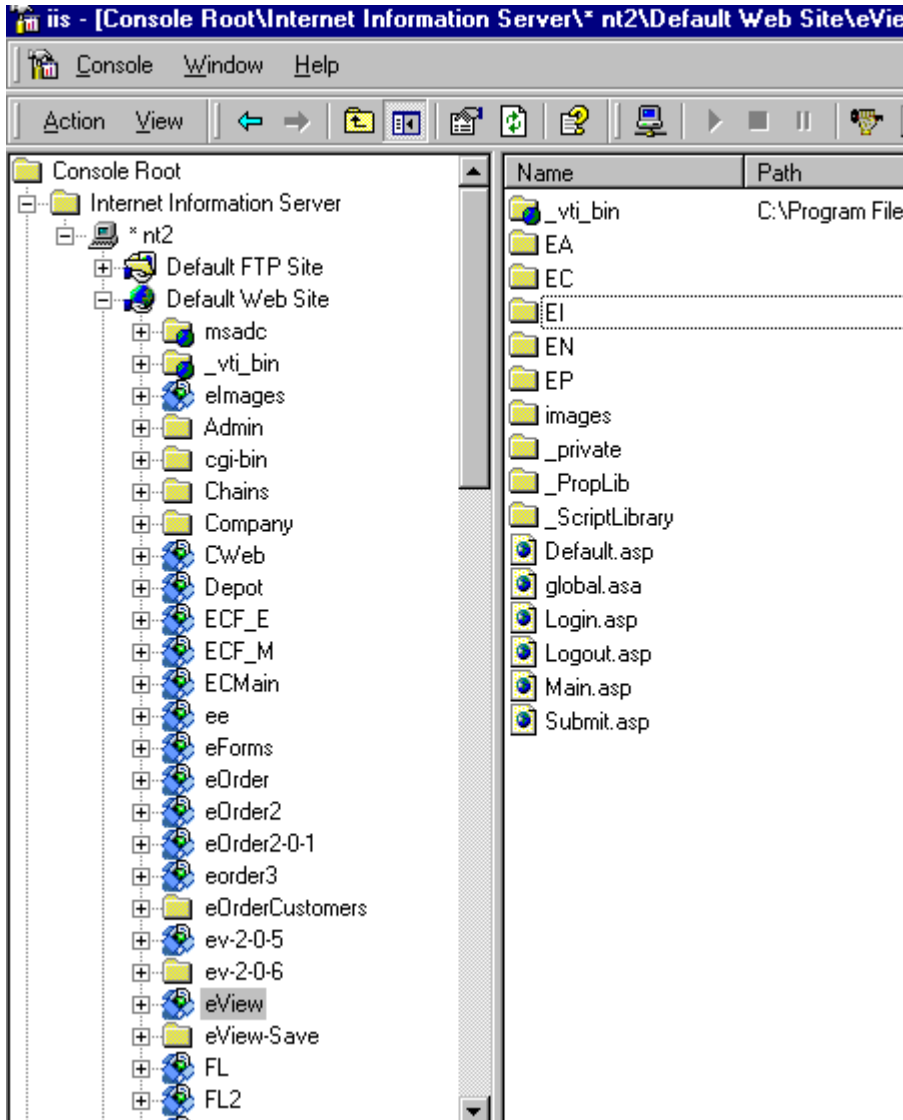 iis - [Console Root\Internet Information Server\* nt2\Default Web Site\eVie
Console Window Help
Action View
Console Root
Internet Information Server
* nt2
Default FTP Site
Default Web Site
msadc
_vti_bin
eImages
Admin
cgi-bin
Chains
Company
CWeb
Depot
ECF_E
ECF_M
ECMain
ee
eForms
eOrder
eOrder2
eOrder2-0-1
eorder3
eOrderCustomers
ev-2-0-5
ev-2-0-6
eView
eView-Save
FL
FL2
Name Path
_vti_bin C:\Program File
EA
EC
EI
EN
EP
images
_private
_PropLib
_ScriptLibrary
Default.asp
global.asa
Login.asp
Logout.asp
Main.asp
Submit.asp